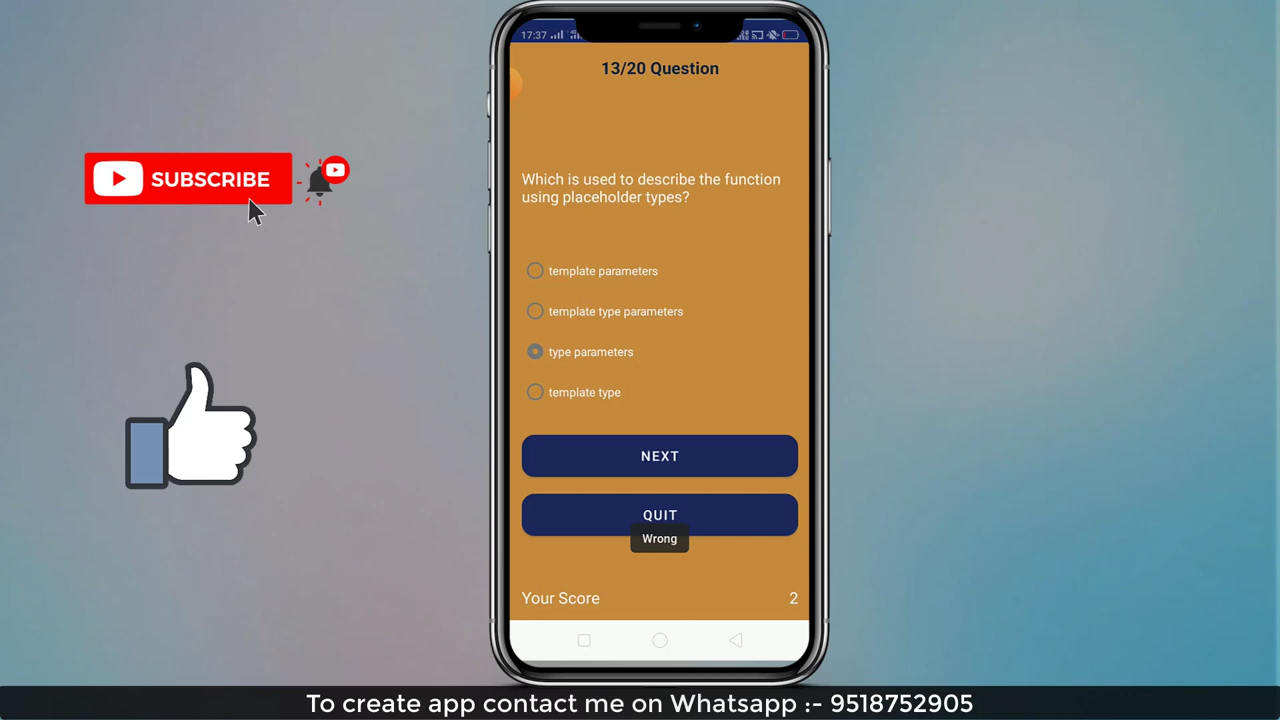 17:37
13/20 Question
SUBSCRIBE
Which is used to describe the function
using placeholder types?
template parameters
template type parameters
type parameters
template type
NEXT
QUIT
Wrong
Your Score 2
To create app contact me on Whatsapp :- 9518752905